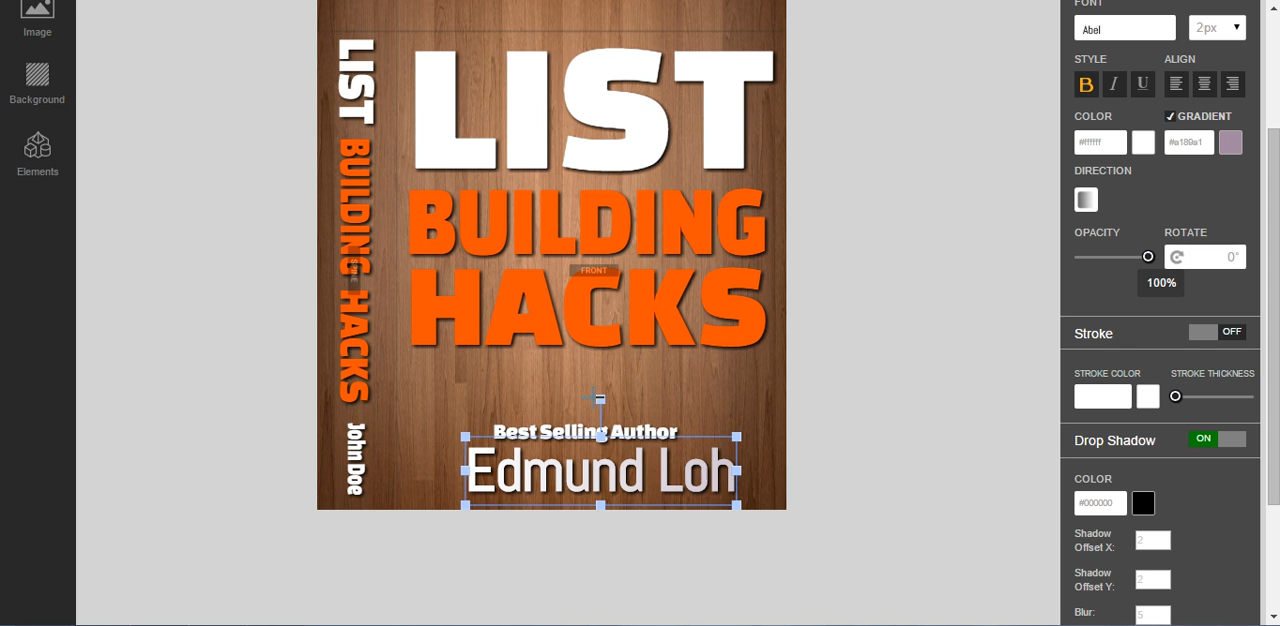 Image
Background
Elements
LIST BUILDING HACKS John Doe
SPINE
LIST
BUILDING
HACKS
FRONT
Best Selling Author
Edmund Loh
FONT
Abel 2px
STYLE ALIGN
B I U
COLOR GRADIENT
#ffffff #a189a1
DIRECTION
OPACITY ROTATE
0°
100%
Stroke OFF
STROKE COLOR STROKE THICKNESS
Drop Shadow ON
COLOR
#000000
Shadow
Offset X: 2
Shadow
Offset Y: 2
Blur: 5